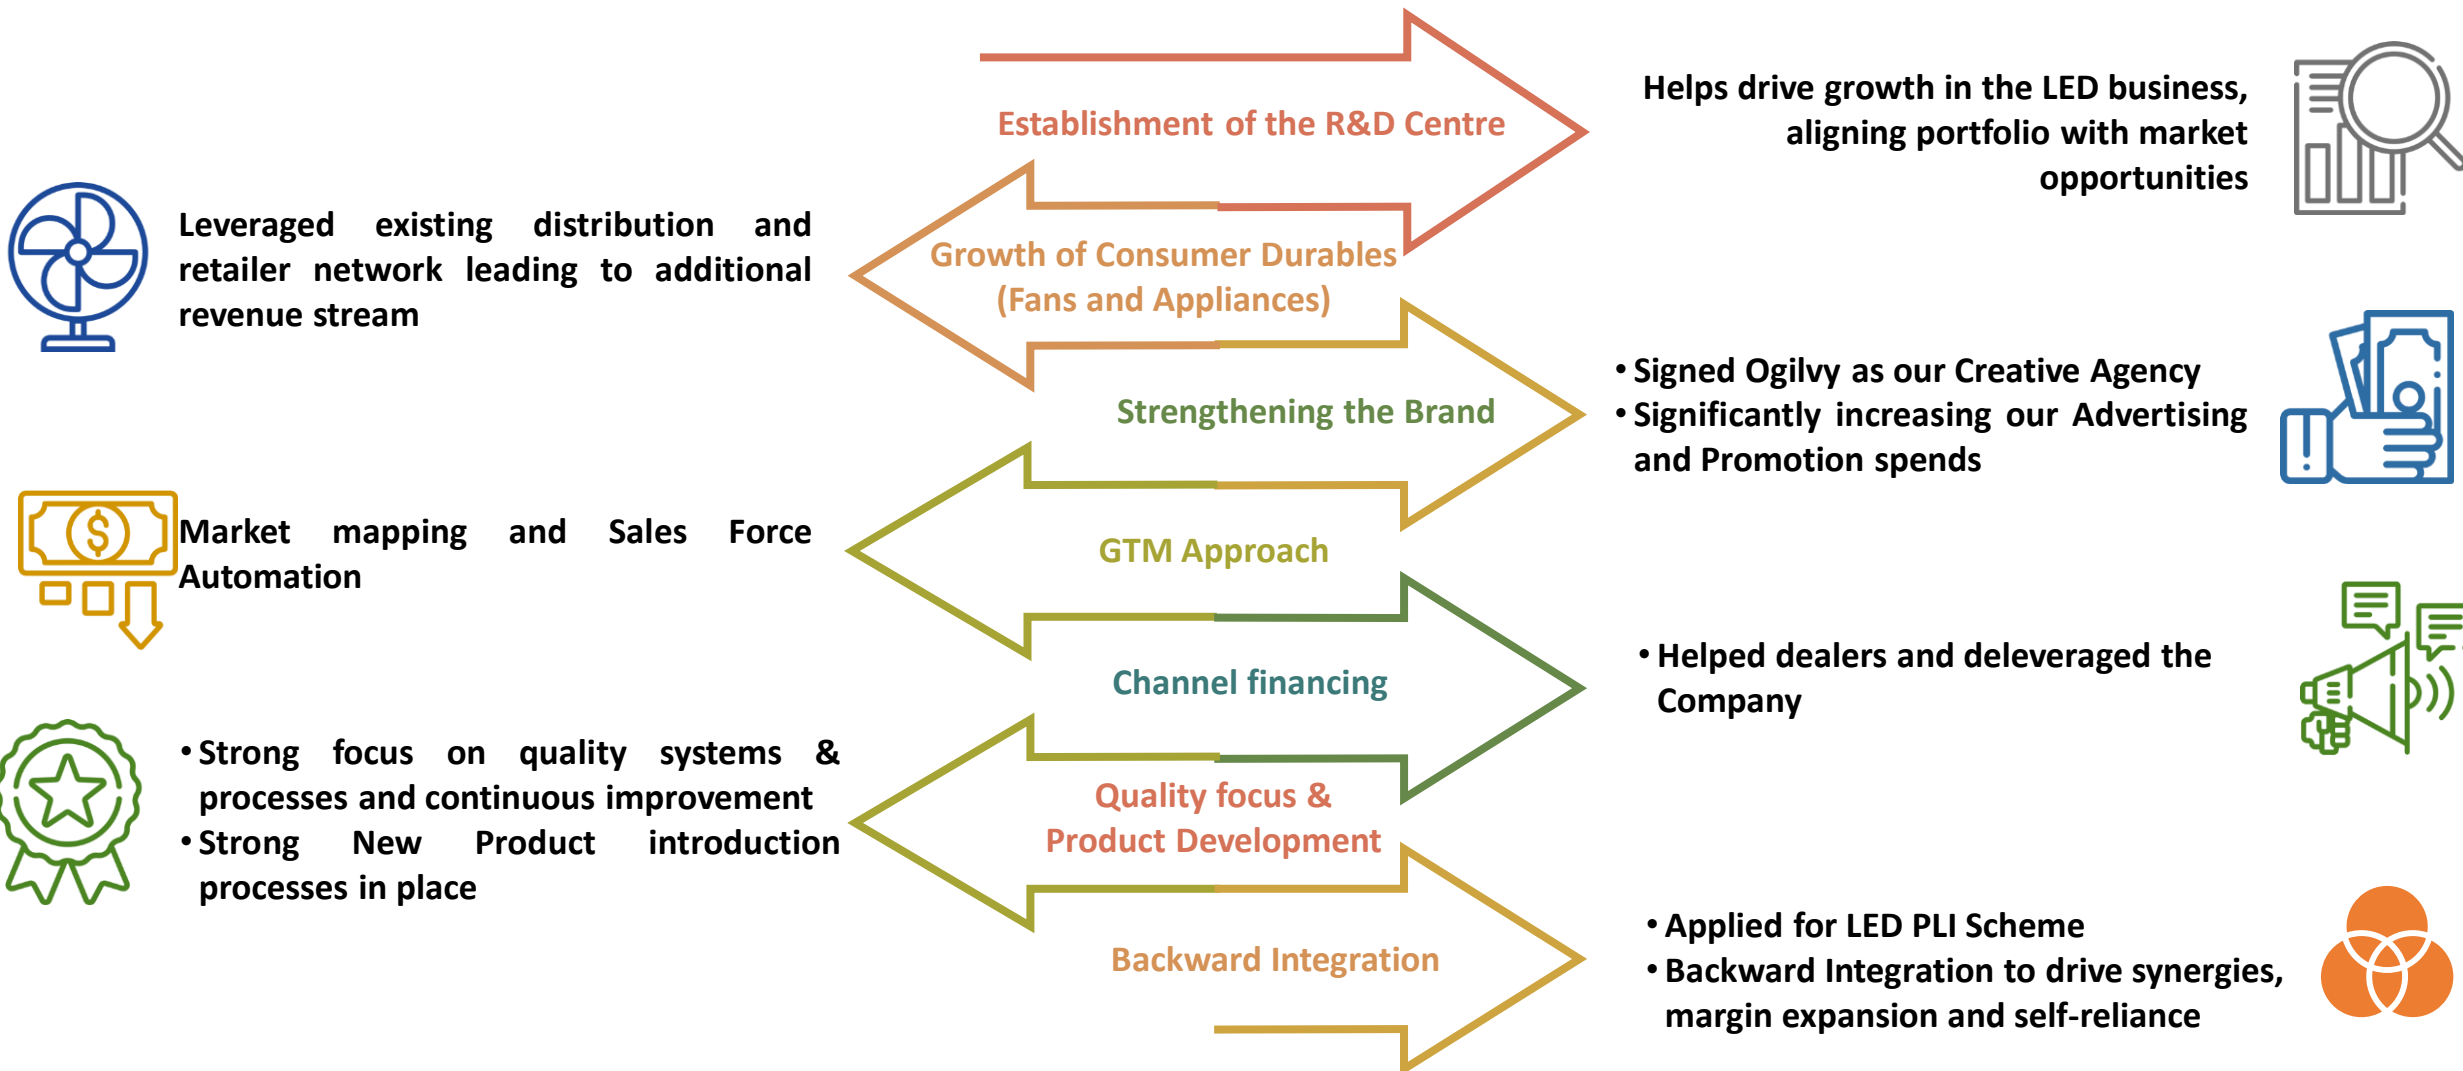 Establishment of the R&D Centre
Helps drive growth in the LED business,
aligning portfolio with market
opportunities
Growth of Consumer Durables
(Fans and Appliances)
Leveraged existing distribution and
retailer network leading to additional
revenue stream
Strengthening the Brand
• Signed Ogilvy as our Creative Agency
• Significantly increasing our Advertising
and Promotion spends
GTM Approach
$
Market mapping and Sales Force
Automation
Channel financing
• Helped dealers and deleveraged the
Company
Quality focus &
Product Development
• Strong focus on quality systems &
processes and continuous improvement
• Strong New Product introduction
processes in place
Backward Integration
• Applied for LED PLI Scheme
• Backward Integration to drive synergies,
margin expansion and self-reliance